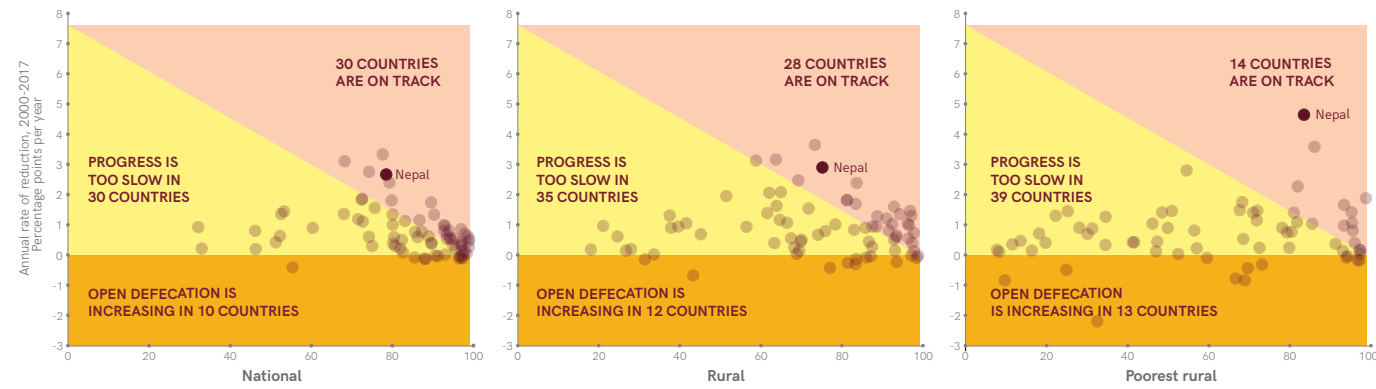 Annual rate of reduction, 2000-2017
Percentage points per year
8
7
6
5
4
3
2
1
0
-1
-2
-3
30 COUNTRIES
ARE ON TRACK
PROGRESS IS
TOO SLOW IN
30 COUNTRIES
Nepal
OPEN DEFECATION IS
INCREASING IN 10 COUNTRIES
0 20 40 60 80 100
National
8
7
6
5
4
3
2
1
0
-1
-2
-3
28 COUNTRIES
ARE ON TRACK
PROGRESS IS
TOO SLOW IN
35 COUNTRIES
Nepal
OPEN DEFECATION IS
INCREASING IN 12 COUNTRIES
0 20 40 60 80 100
Rural
8
7
6
5
4
3
2
1
0
-1
-2
-3
14 COUNTRIES
ARE ON TRACK
Nepal
PROGRESS IS
TOO SLOW IN
39 COUNTRIES
OPEN DEFECATION
IS INCREASING IN 13 COUNTRIES
0 20 40 60 80 100
Poorest rural